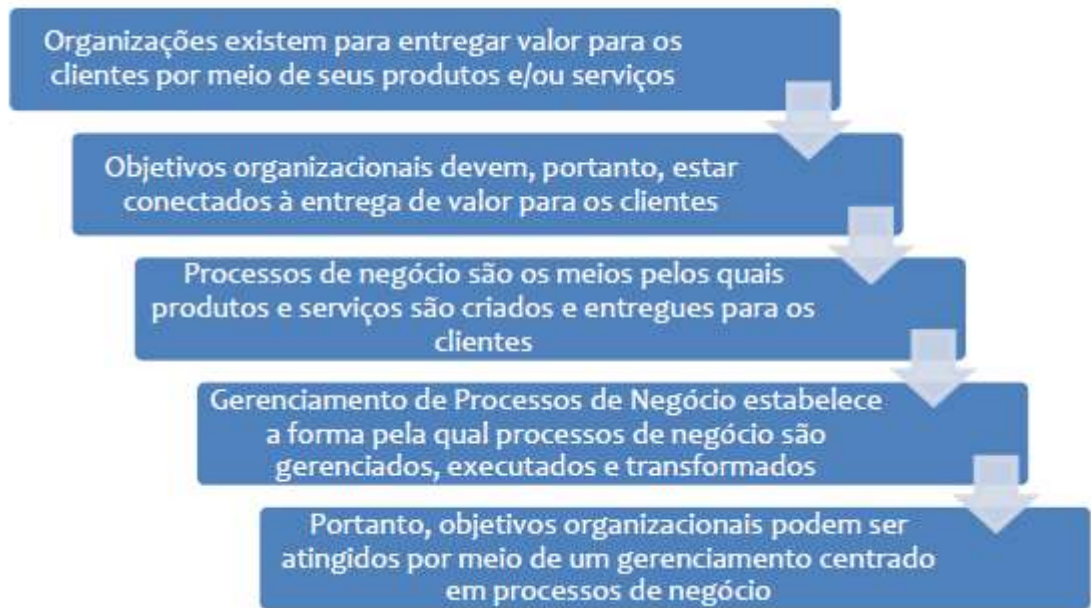 Organizações existem para entregar valor para os
clientes por meio de seus produtos e/ou serviços
Objetivos organizacionais devem, portanto, estar
conectados à entrega de valor para os clientes
Processos de negócio são os meios pelos quais
produtos e serviços são criados e entregues para os
clientes
Gerenciamento de Processos de Negócio estabelece
a forma pela qual processos de negócio são
gerenciados, executados e transformados
Portanto, objetivos organizacionais podem ser
atingidos por meio de um gerenciamento centrado
em processos de negócio